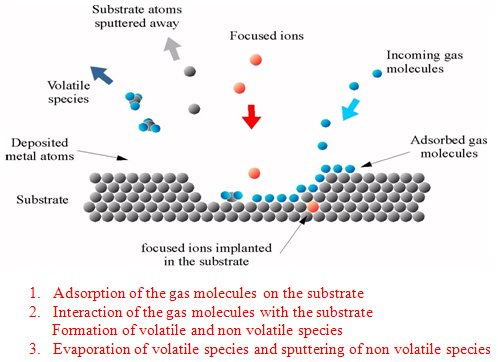 Substrate atoms
sputtered away
Focused ions
Incoming gas
molecules
Volatile
species
Deposited
metal atoms
Adsorbed gas
molecules
Substrate
focused ions implanted
in the substrate
1. Adsorption of the gas molecules on the substrate
2. Interaction of the gas molecules with the substrate
Formation of volatile and non volatile species
3. Evaporation of volatile species and sputtering of non volatile species